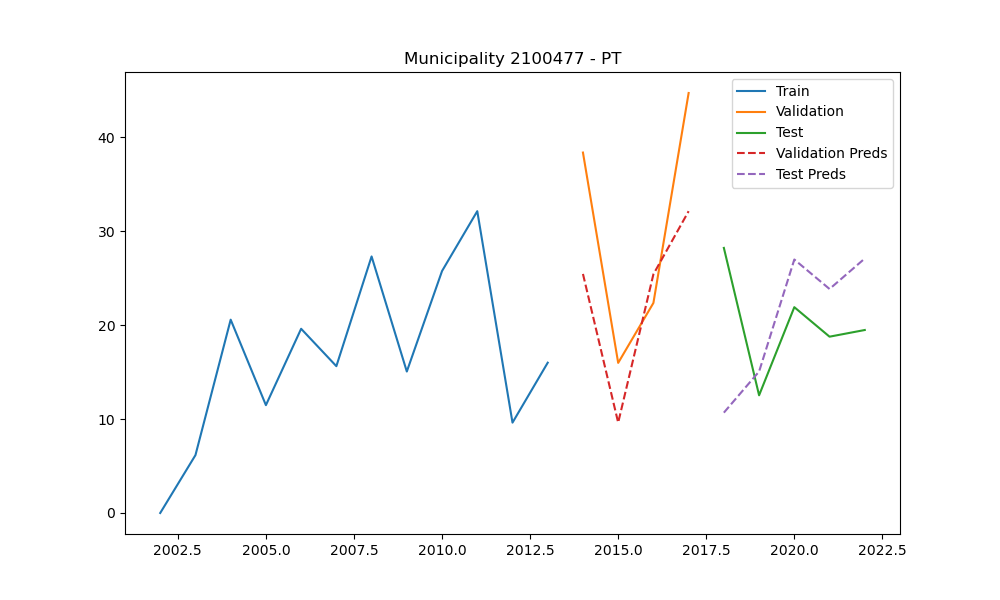 Municipality 2100477 - PT
Train
Validation
Test
Validation Preds
Test Preds
40
30
20
10
0
2002.5 2005.0 2007.5 2010.0 2012.5 2015.0 2017.5 2020.0 2022.5